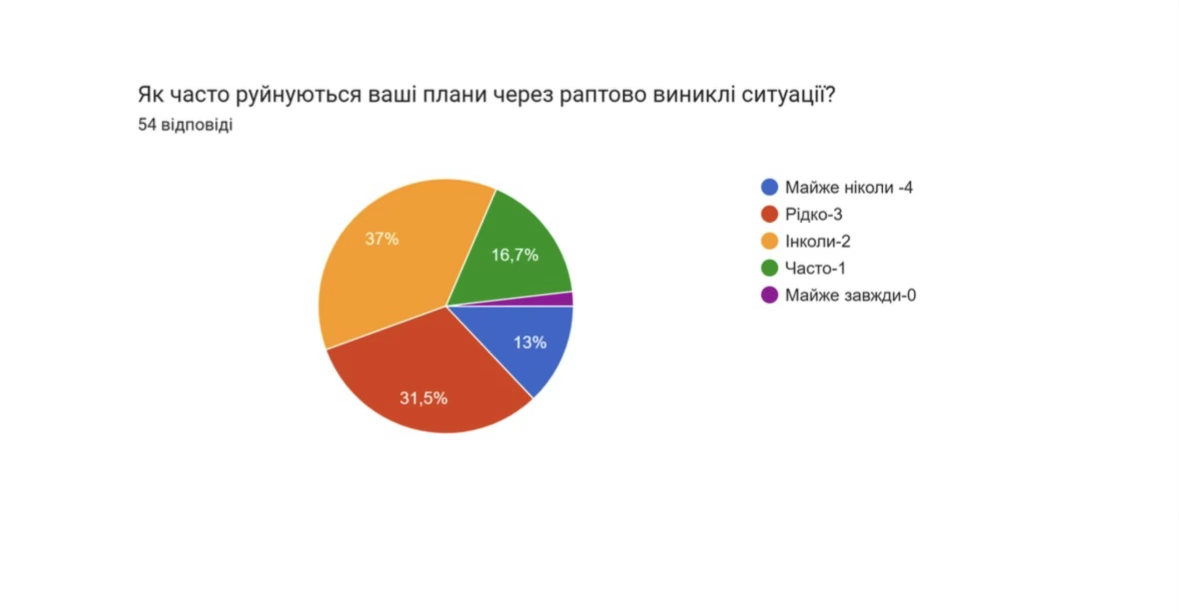 Як часто руйнуються ваші плани через раптово виниклі ситуації?
54 відповіді
37%
16,7%
13%
31,5%
Майже ніколи -4
Рідко-3
Інколи-2
Часто-1
Майже завжди-0